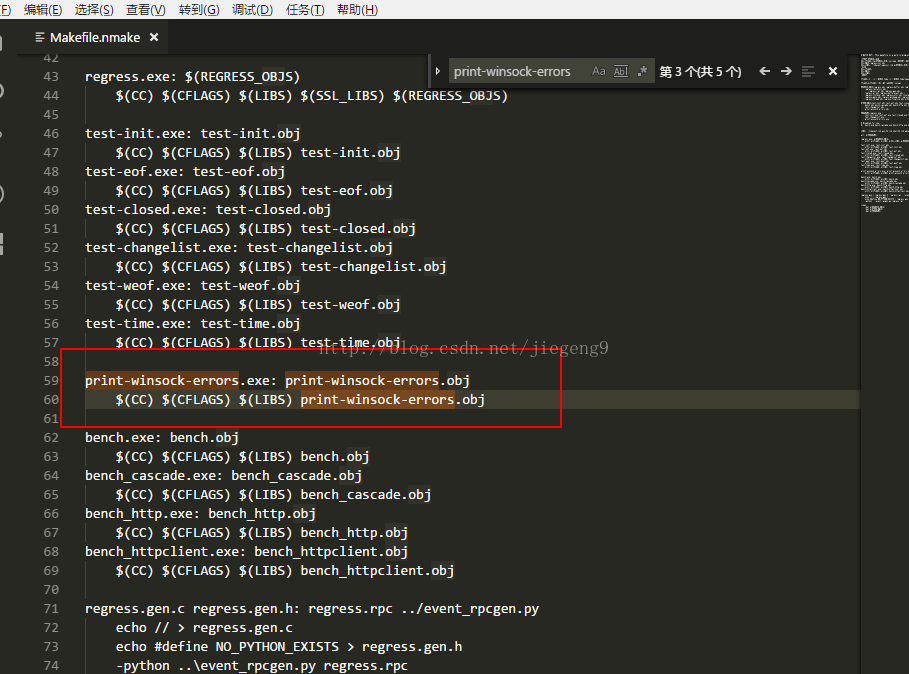 F) 编辑(E) 选择(S) 查看(V) 转到(G) 调试(D) 任务(T) 帮助(H)
Makefile.nmake ×
print-winsock-errors Aa Abl .* 第 3 个(共 5 个)
42
43 regress.exe: $(REGRESS_OBJS)
44 $(CC) $(CFLAGS) $(LIBS) $(SSL_LIBS) $(REGRESS_OBJS)
45
46 test-init.exe: test-init.obj
47 $(CC) $(CFLAGS) $(LIBS) test-init.obj
48 test-eof.exe: test-eof.obj
49 $(CC) $(CFLAGS) $(LIBS) test-eof.obj
50 test-closed.exe: test-closed.obj
51 $(CC) $(CFLAGS) $(LIBS) test-closed.obj
52 test-changelist.exe: test-changelist.obj
53 $(CC) $(CFLAGS) $(LIBS) test-changelist.obj
54 test-weof.exe: test-weof.obj
55 $(CC) $(CFLAGS) $(LIBS) test-weof.obj
56 test-time.exe: test-time.obj
57 $(CC) $(CFLAGS) $(LIBS) test-time.obj
http://blog.csdn.net/jiegeng9
58
59 print-winsock-errors.exe: print-winsock-errors.obj
60 $(CC) $(CFLAGS) $(LIBS) print-winsock-errors.obj
61
62 bench.exe: bench.obj
63 $(CC) $(CFLAGS) $(LIBS) bench.obj
64 bench_cascade.exe: bench_cascade.obj
65 $(CC) $(CFLAGS) $(LIBS) bench_cascade.obj
66 bench_http.exe: bench_http.obj
67 $(CC) $(CFLAGS) $(LIBS) bench_http.obj
68 bench_httpclient.exe: bench_httpclient.obj
69 $(CC) $(CFLAGS) $(LIBS) bench_httpclient.obj
70
71 regress.gen.c regress.gen.h: regress.rpc ../event_rpcgen.py
72 echo // > regress.gen.c
73 echo #define NO_PYTHON_EXISTS > regress.gen.h
74 -python ..\event_rpcgen.py regress.rpc